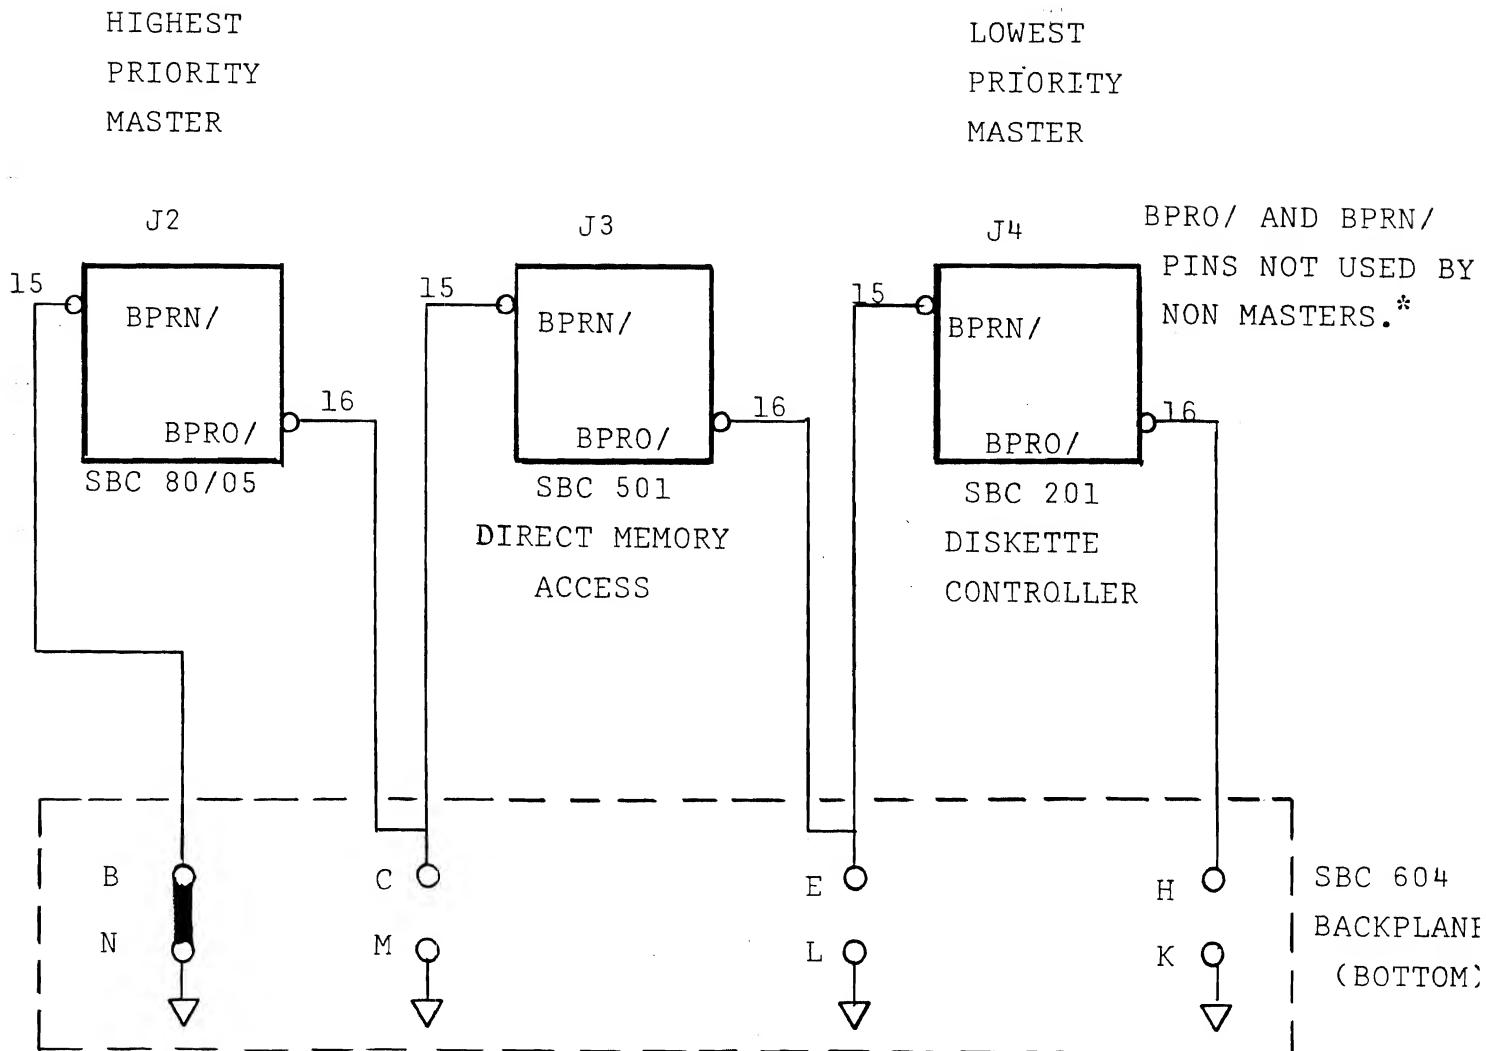 HIGHEST
PRIORITY
MASTER
LOWEST
PRIORITY
MASTER
J2
J3
J4
BPRO/ AND BPRN/
PINS NOT USED BY
NON MASTERS.*
15
BPRN/
16
BPRO/
SBC 80/05
15
BPRN/
16
BPRO/
SBC 501
DIRECT MEMORY
ACCESS
15
BPRN/
16
BPRO/
SBC 201
DISKETTE
CONTROLLER
B
N
C
M
E
L
H
K
SBC 604
BACKPLANE
(BOTTOM)